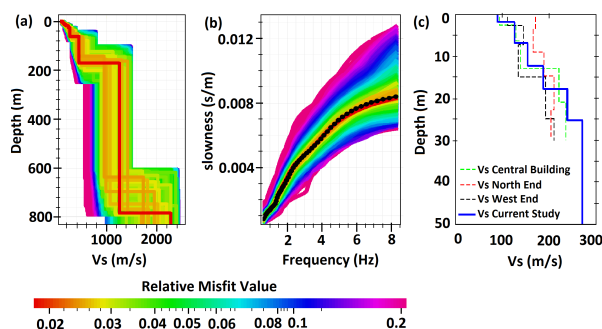 (a)
0
200
400
600
800
Depth (m)
1000
2000
Vs (m/s)
(b)
0.012
0.008
0.004
slowness (s/m)
2
4
6
8
Frequency (Hz)
(c)
0
10
20
30
40
50
Depth (m)
Vs Central Building
Vs North End
Vs West End
Vs Current Study
0
100
200
300
Vs (m/s)
Relative Misfit Value
0.02
0.03
0.04
0.05
0.06
0.08
0.1
0.2